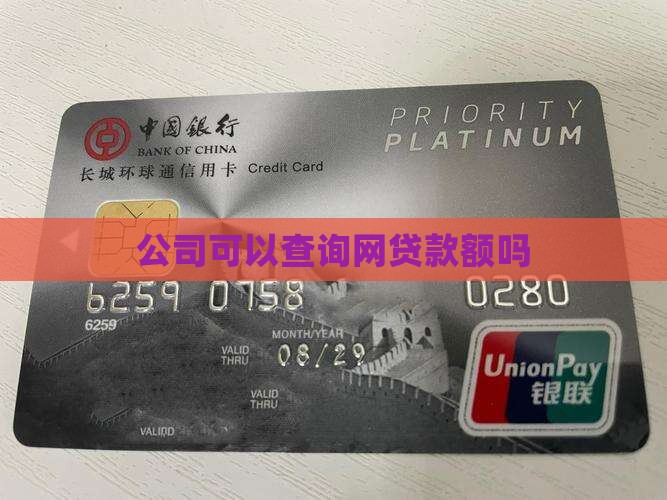 中国银行
BANK OF CHINA
长城环球通信用卡 Credit Card
PRIORITY
PLATINUM
公司可以查询网贷款额吗
6259 0758 0280
6259
MONTH/YEAR
VALID
THRU
08/29
VALID
THRU
VALID
UnionPay
银联